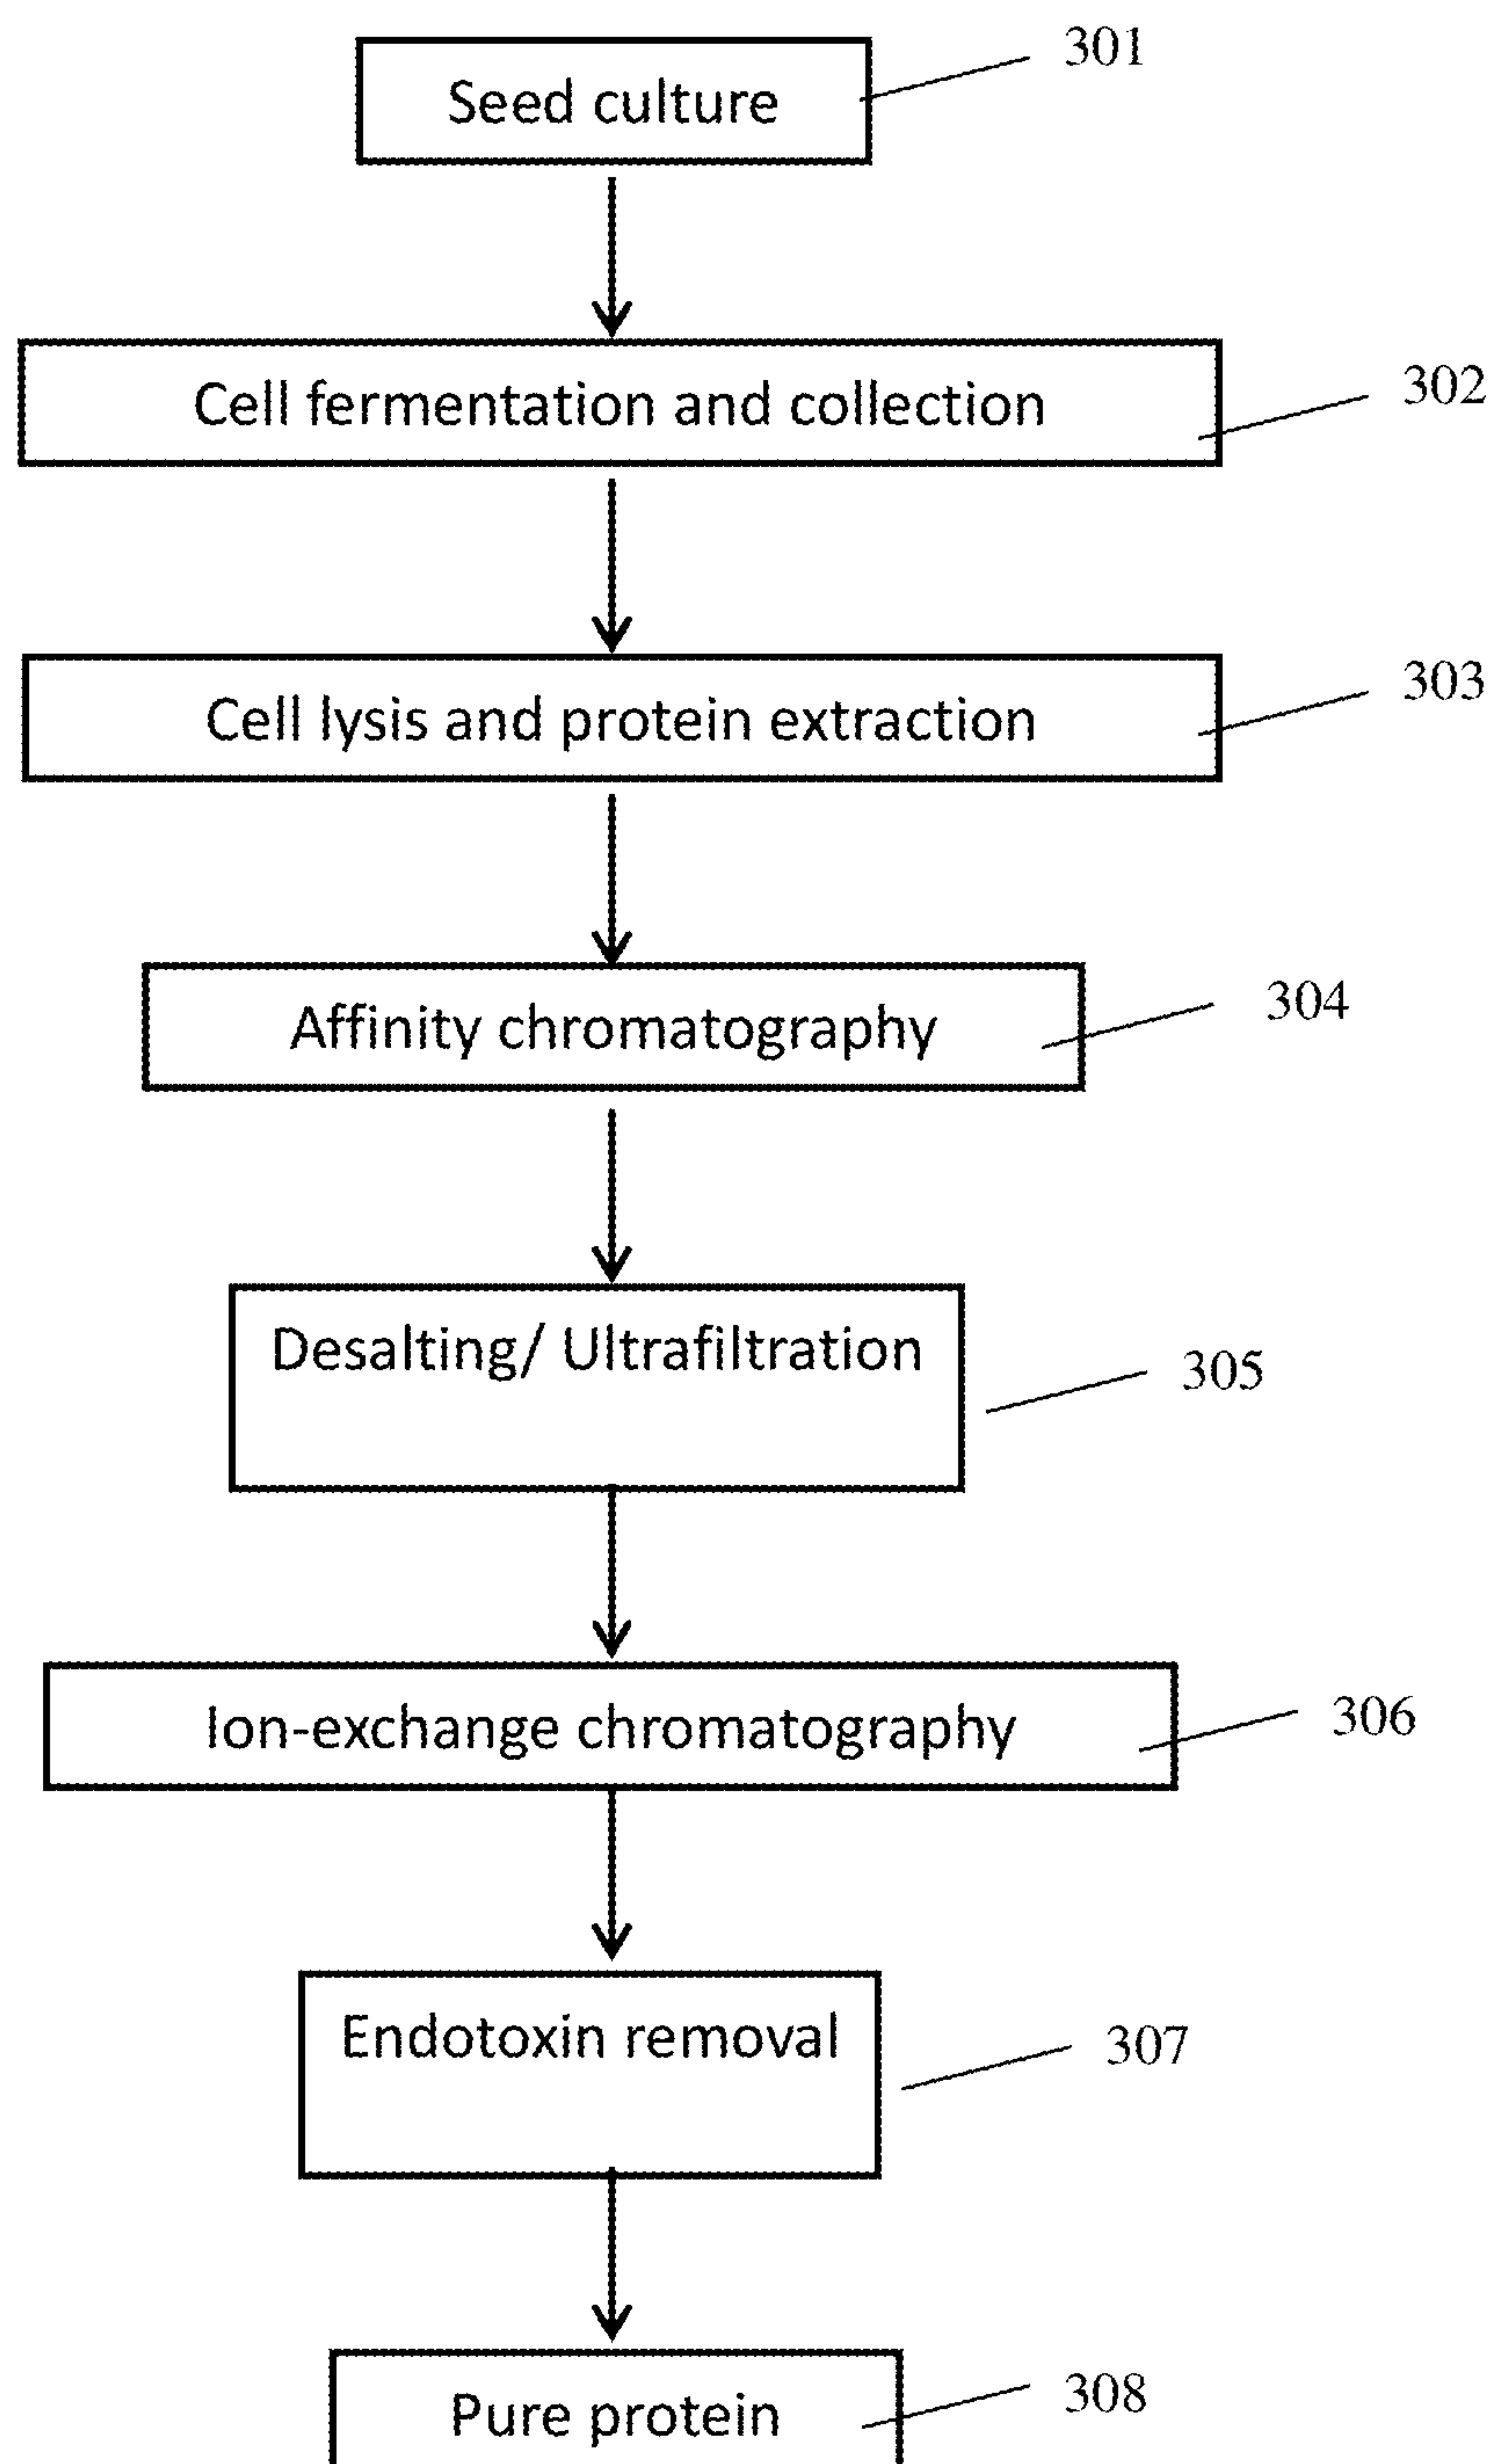 Seed culture
301
Cell fermentation and collection
302
Cell lysis and protein extraction
303
Affinity chromatography
304
Desalting/ Ultrafiltration
305
Ion-exchange chromatography
306
Endotoxin removal
307
Pure protein
308